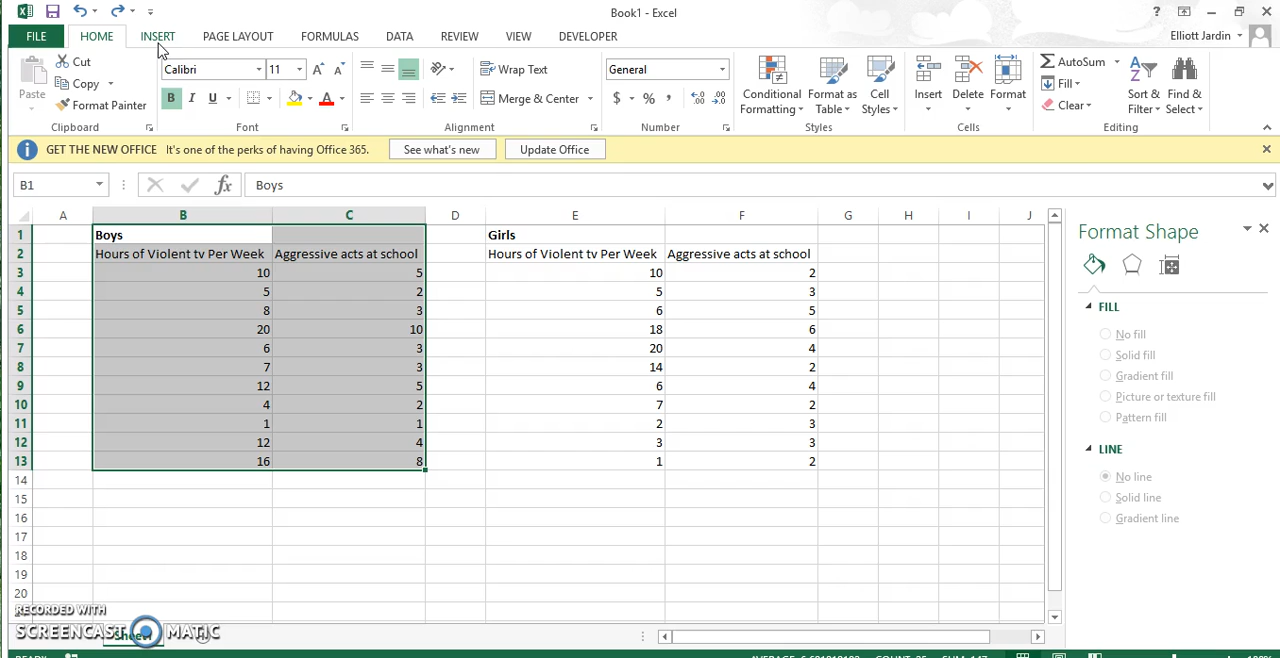 Book1 - Excel
?
FILE HOME INSERT PAGE LAYOUT FORMULAS DATA REVIEW VIEW DEVELOPER Elliott Jardin
Paste
Cut
Copy
Format Painter
Clipboard
Calibri 11
B I U A
Font
Wrap Text
Merge & Center
Alignment
General
$ % ,
Number
Conditional Formatting
Format as Table
Cell Styles
Styles
Insert Delete Format
Cells
AutoSum
Fill
Clear
Sort & Filter
Find & Select
Editing
GET THE NEW OFFICE It's one of the perks of having Office 365. See what's new Update Office
B1 fx Boys
A B C D E F G H I J
1 Boys Girls
2 Hours of Violent tv Per Week Aggressive acts at school Hours of Violent tv Per Week Aggressive acts at school
3 10 5 10 2
4 5 2 5 3
5 8 3 6 5
6 20 10 18 6
7 6 3 20 4
8 7 3 14 2
9 12 5 6 4
10 4 2 7 2
11 1 1 2 3
12 12 4 3 3
13 16 8 1 2
14
15
16
17
18
19
20
Format Shape
FILL
No fill
Solid fill
Gradient fill
Picture or texture fill
Pattern fill
LINE
No line
Solid line
Gradient line
RECORDED WITH
SCREENCAST MATIC